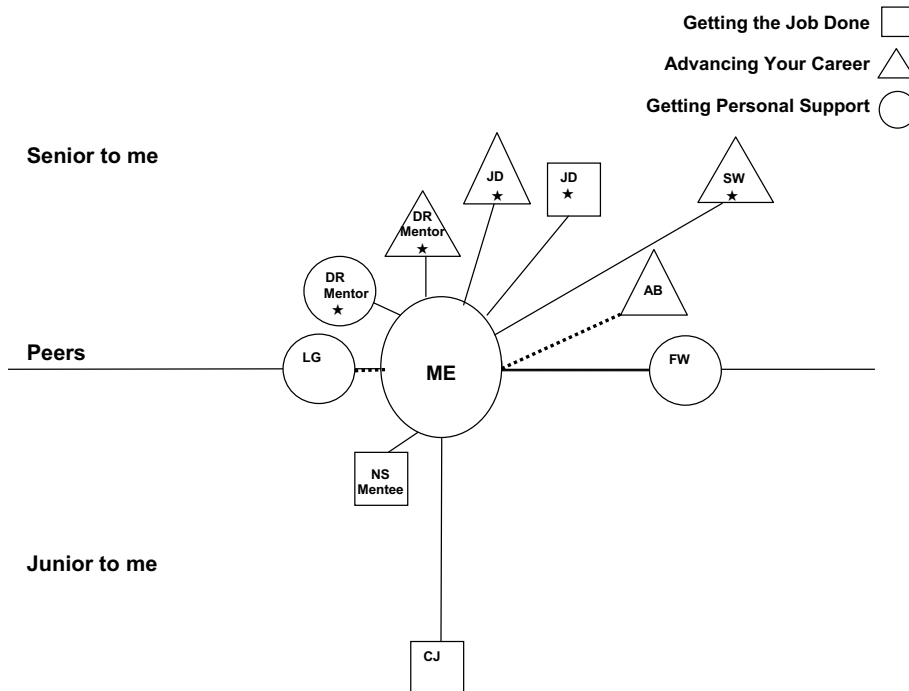 Getting the Job Done
Advancing Your Career
Getting Personal Support
Senior to me
JD
JD
SW
DR
Mentor
DR
Mentor
AB
Peers
LG
ME
FW
NS
Mentee
Junior to me
CJ